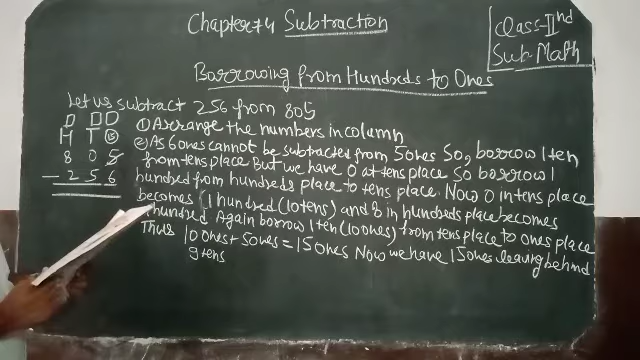 Chapter 4 Subtraction
Class-IInd
Sub-Math
Borrowing from Hundreds to Ones
Let us subtract 256 from 805
H T
8 0 5
- 2 5 6
① Arrange the numbers in column
② As 6 ones cannot be subtracted from 5 ones So, borrow 1 ten
from tens place But we have 0 at tens place So borrow 1
hundred from hundreds place to tens place. Now 0 in tens place
becomes 1 hundred (10 tens) and 8 in hundreds place becomes
hundred Again borrow 1 ten (10 ones) from tens place to ones place
Thus 10 ones + 5 ones = 15 ones Now we have 15 ones leaving behind
9 tens